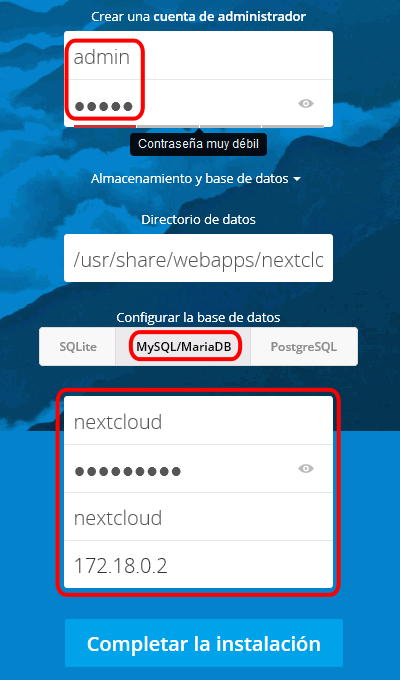 Crear una cuenta de administrador
admin
●●●●●
Contraseña muy débil
Almacenamiento y base de datos
Directorio de datos
/usr/share/webapps/nextclo
Configurar la base de datos
SQLite MySQL/MariaDB PostgreSQL
nextcloud
●●●●●●●●●
nextcloud
172.18.0.2
Completar la instalación